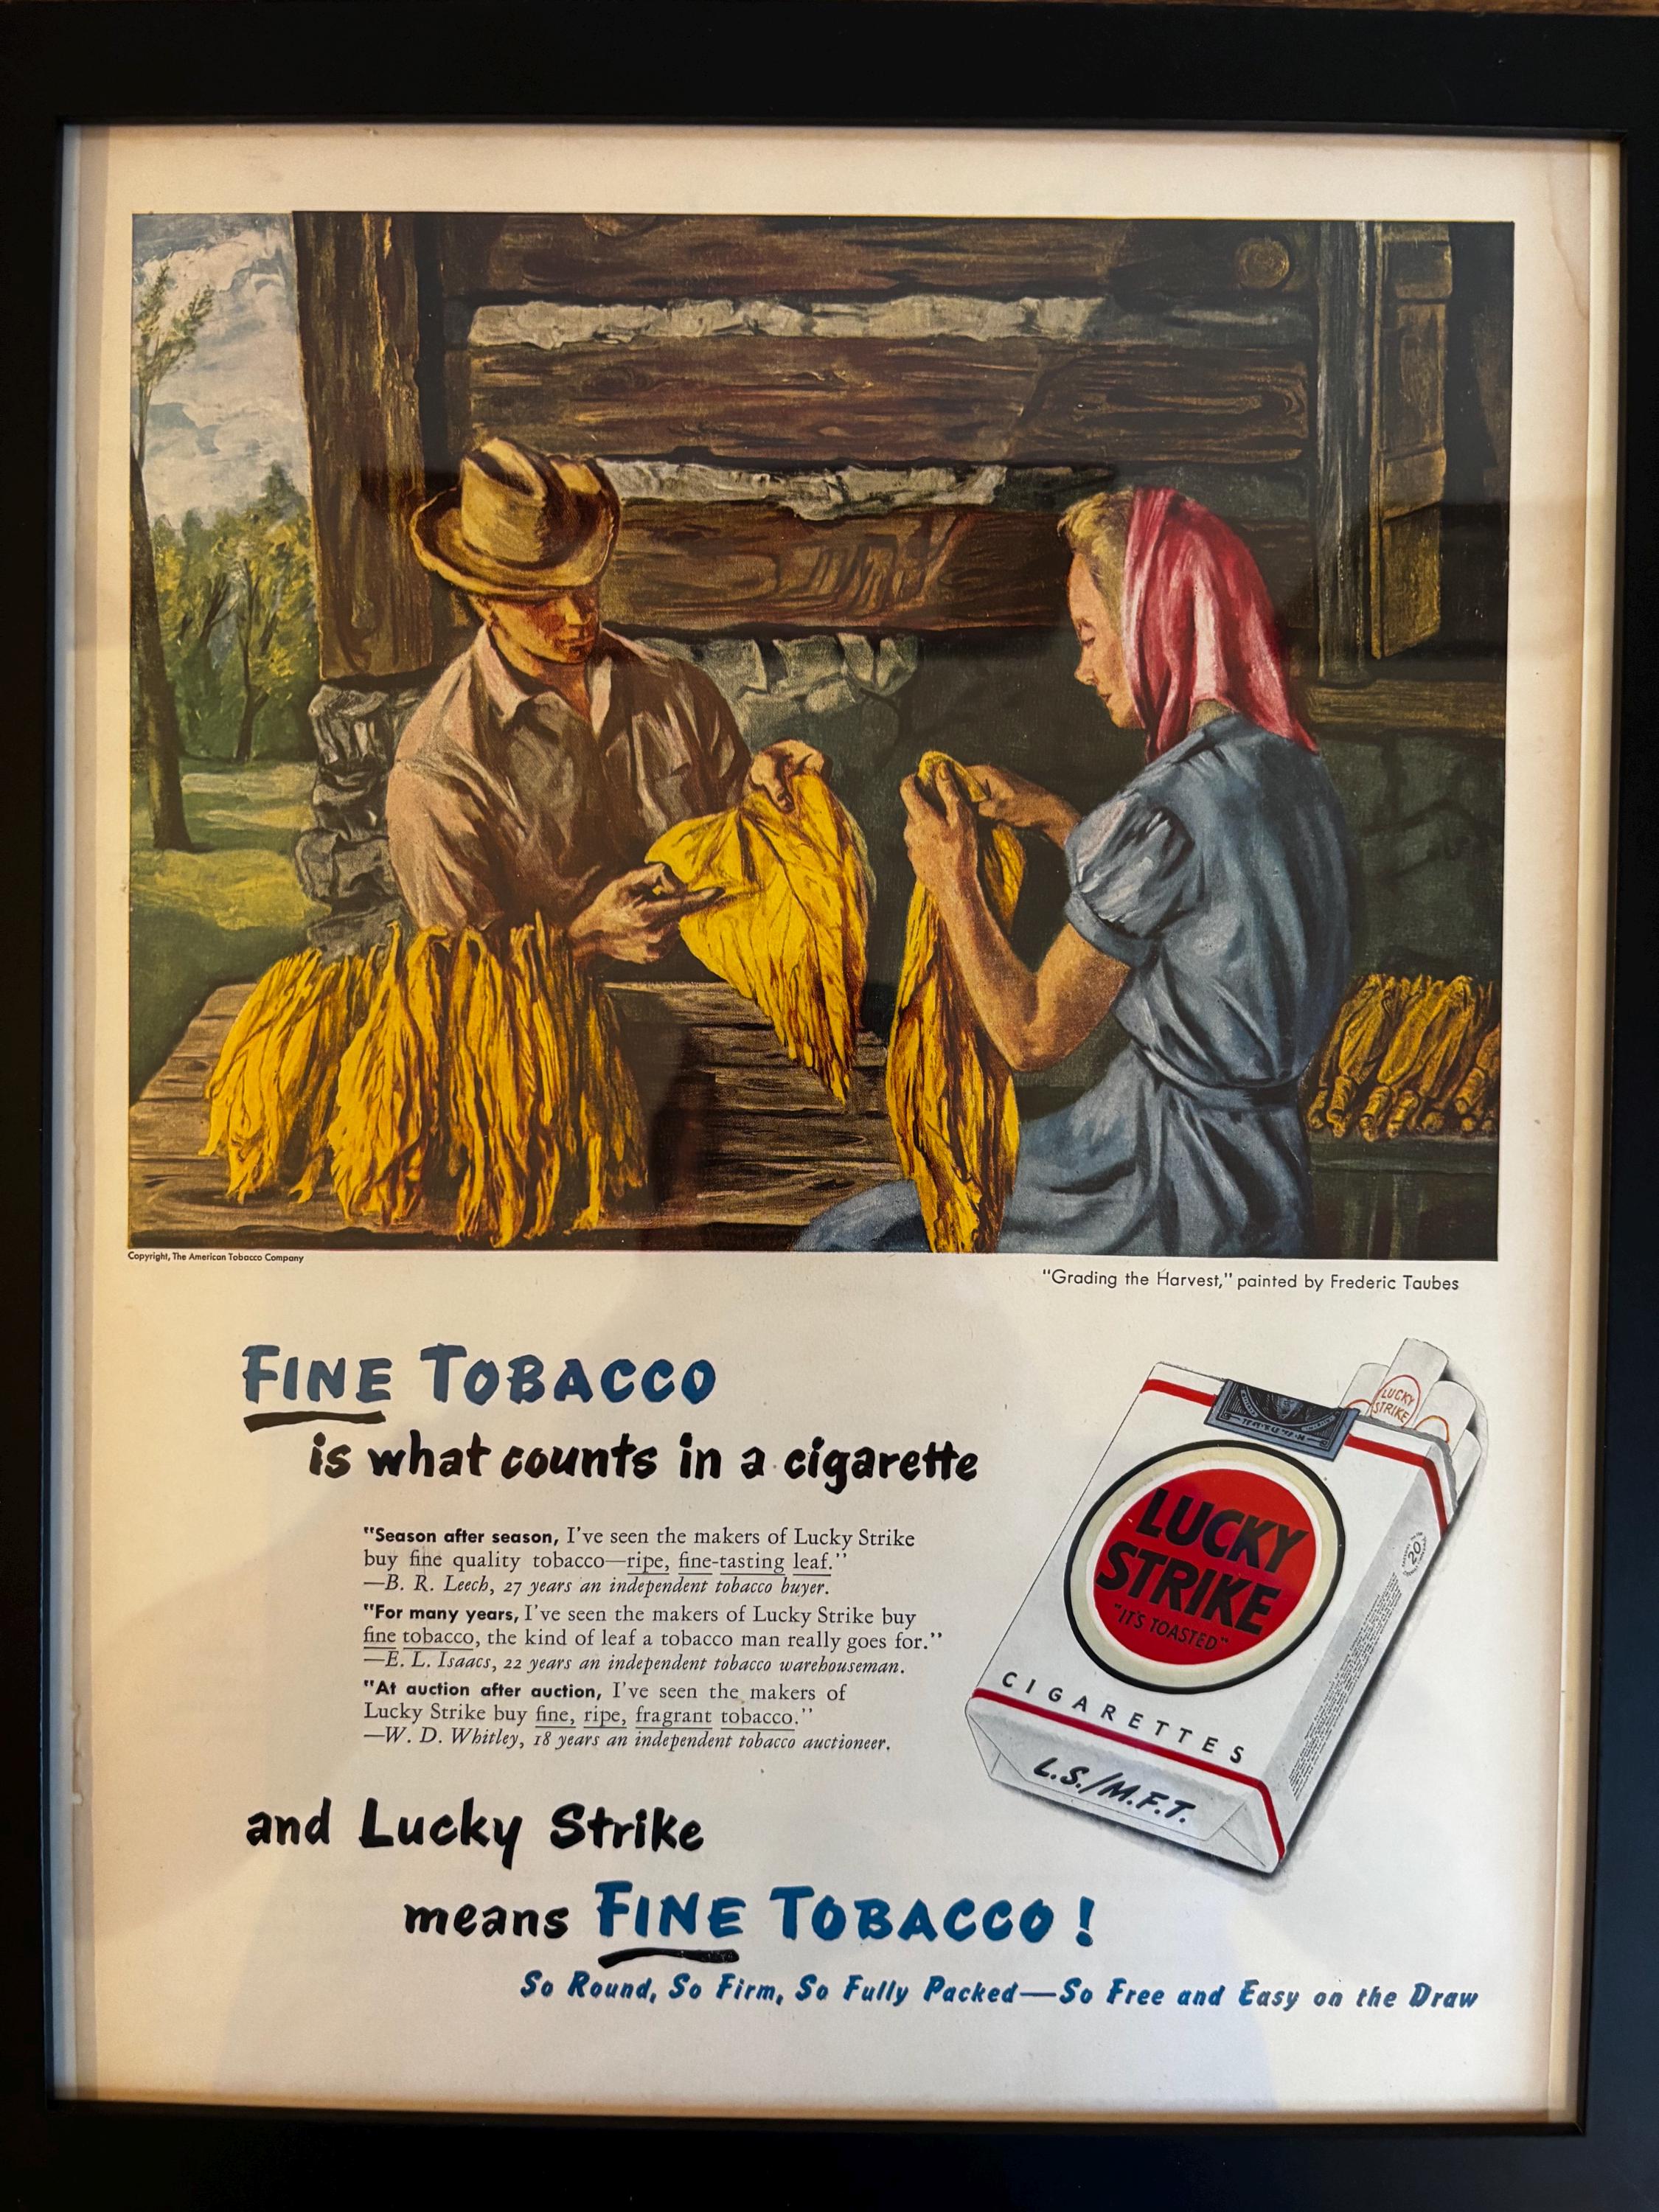 Copyright, The American Tobacco Company
"Grading the Harvest," painted by Frederic Taubes
FINE TOBACCO
is what counts in a cigarette
"Season after season, I've seen the makers of Lucky Strike
buy fine quality tobacco—ripe, fine-tasting leaf."
—B. R. Leech, 27 years an independent tobacco buyer.
"For many years, I've seen the makers of Lucky Strike buy
fine tobacco, the kind of leaf a tobacco man really goes for."
—E. L. Isaacs, 22 years an independent tobacco warehouseman.
"At auction after auction, I've seen the makers of
Lucky Strike buy fine, ripe, fragrant tobacco."
—W. D. Whitley, 18 years an independent tobacco auctioneer.
LUCKY
STRIKE
20
LUCKY
STRIKE
"IT'S TOASTED"
CIGARETTES
L.S./M.F.T.
and Lucky Strike
means FINE TOBACCO!
So Round, So Firm, So Fully Packed—So Free and Easy on the Draw